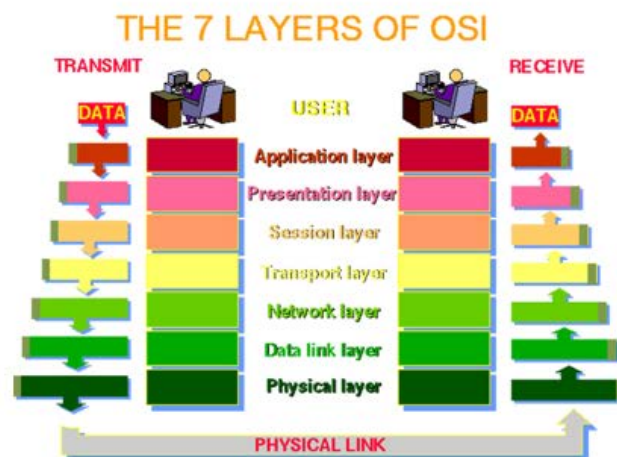 THE 7 LAYERS OF OSI
TRANSMIT
RECEIVE
DATA
USER
DATA
Application layer
Presentation layer
Session layer
Transport layer
Network layer
Data link layer
Physical layer
PHYSICAL LINK